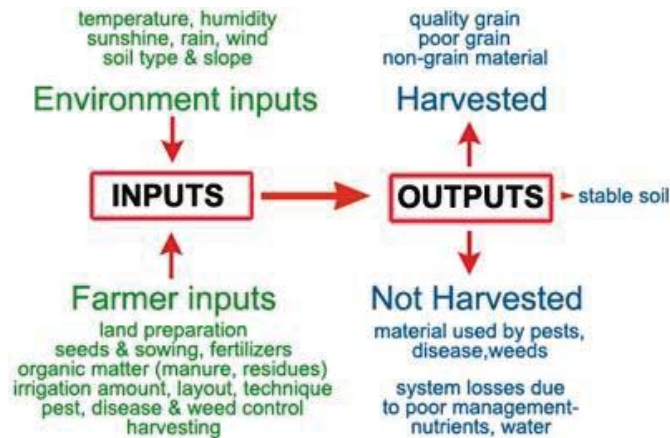 temperature, humidity
sunshine, rain, wind
soil type & slope
Environment inputs
INPUTS
Farmer inputs
land preparation
seeds & sowing, fertilizers
organic matter (manure, residues)
irrigation amount, layout, technique
pest, disease & weed control
harvesting
quality grain
poor grain
non-grain material
Harvested
OUTPUTS
stable soil
Not Harvested
material used by pests,
disease,weeds
system losses due
to poor management-
nutrients, water